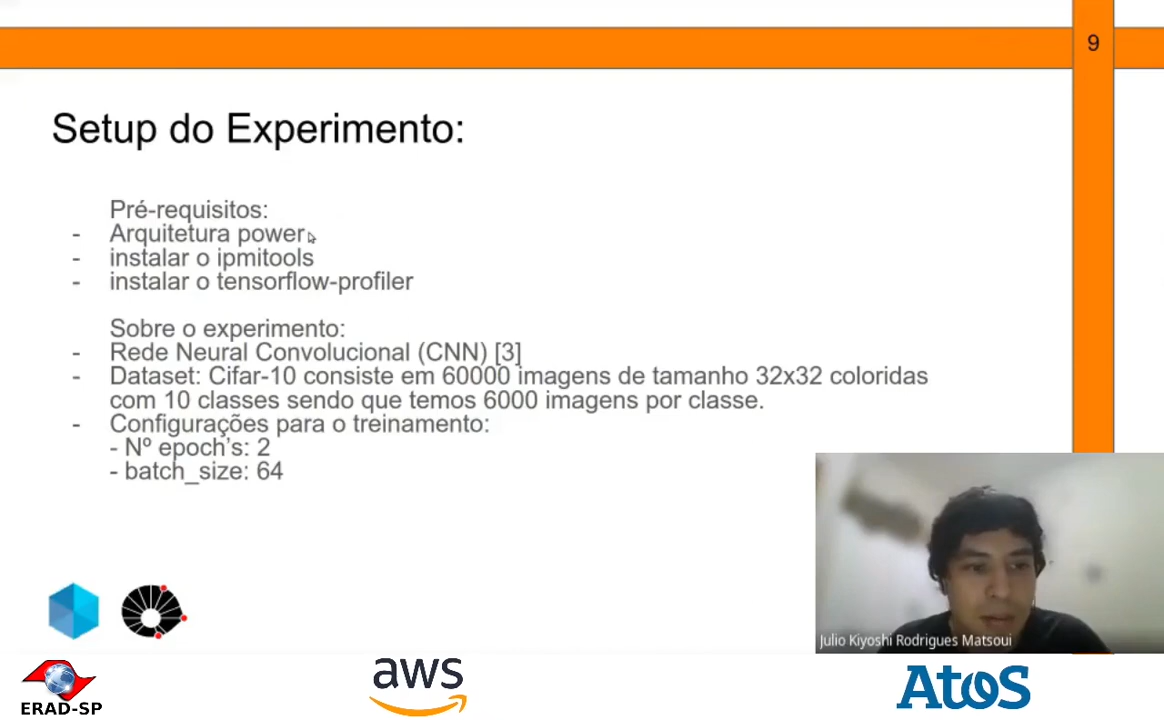 9
Setup do Experimento:
Pré-requisitos:
- Arquitetura power
- instalar o ipmitools
- instalar o tensorflow-profiler
Sobre o experimento:
- Rede Neural Convolucional (CNN) [3]
- Dataset: Cifar-10 consiste em 60000 imagens de tamanho 32x32 coloridas
com 10 classes sendo que temos 6000 imagens por classe.
- Configurações para o treinamento:
- Nº epoch's: 2
- batch_size: 64
Julio Kiyoshi Rodrigues Matsoui
ERAD-SP
aws
Atos